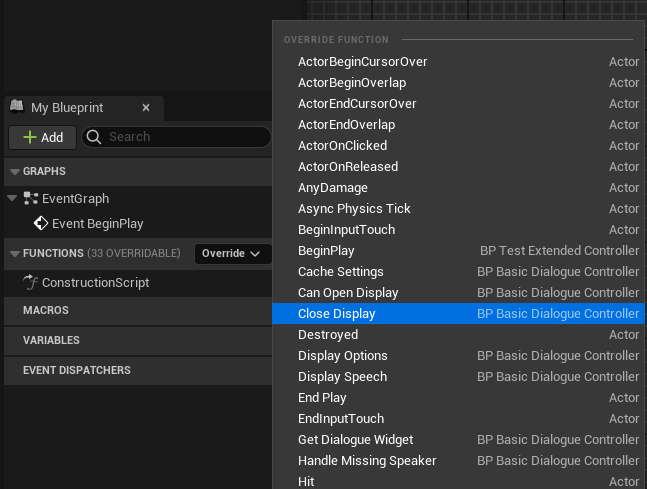 My Blueprint
Add
Search
GRAPHS
EventGraph
Event BeginPlay
FUNCTIONS (33 OVERRIDABLE)
Override
ConstructionScript
MACROS
VARIABLES
EVENT DISPATCHERS
OVERRIDE FUNCTION
ActorBeginCursorOver Actor
ActorBeginOverlap Actor
ActorEndCursorOver Actor
ActorEndOverlap Actor
ActorOnClicked Actor
ActorOnReleased Actor
AnyDamage Actor
Async Physics Tick Actor
BeginInputTouch Actor
BeginPlay BP Test Extended Controller
Cache Settings BP Basic Dialogue Controller
Can Open Display BP Basic Dialogue Controller
Close Display BP Basic Dialogue Controller
Destroyed Actor
Display Options BP Basic Dialogue Controller
Display Speech BP Basic Dialogue Controller
End Play Actor
EndInputTouch Actor
Get Dialogue Widget BP Basic Dialogue Controller
Handle Missing Speaker BP Basic Dialogue Controller
Hit Actor